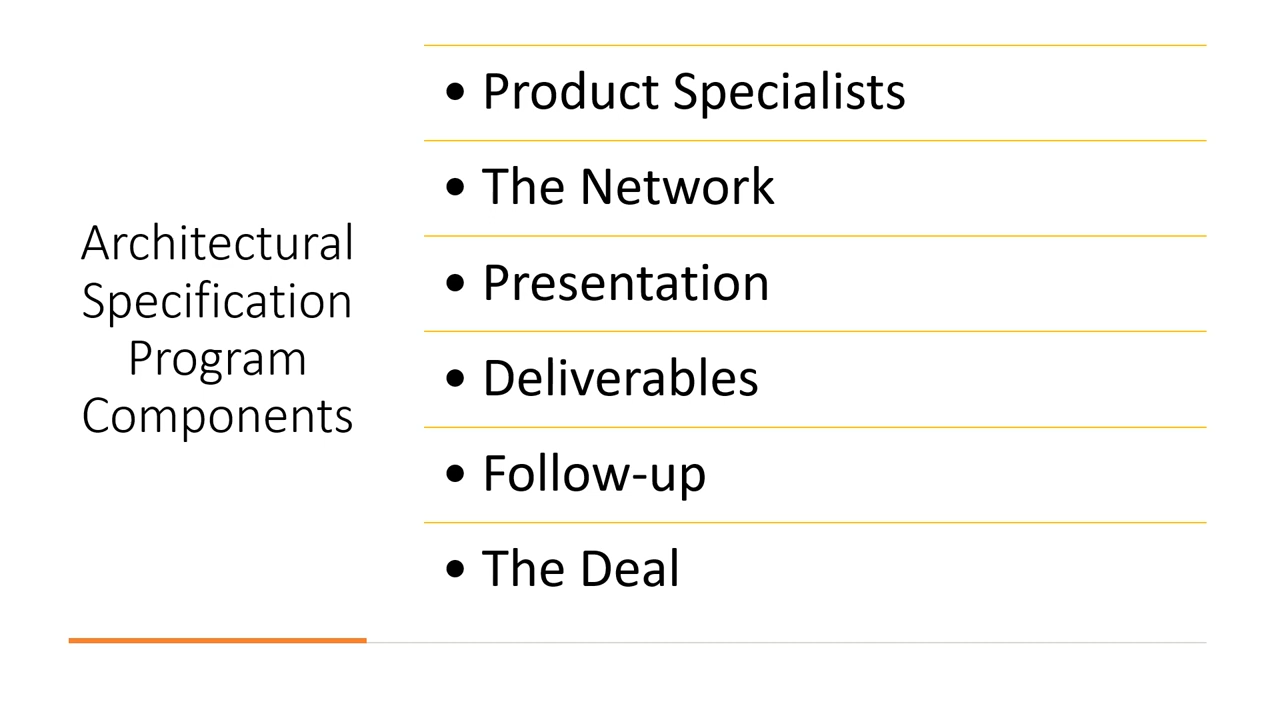 Architectural
Specification
Program
Components
• Product Specialists
• The Network
• Presentation
• Deliverables
• Follow-up
• The Deal